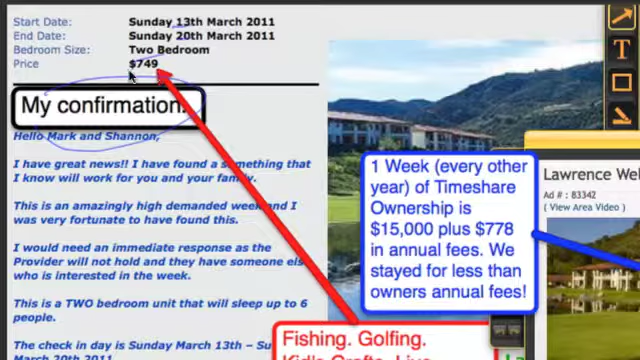 Start Date: Sunday 13th March 2011
End Date: Sunday 20th March 2011
Bedroom Size: Two Bedroom
Price $749
My confirmation.
Hello Mark and Shannon,
I have great news!! I have found a something that
I know will work for you and your family.
This is an amazingly high demanded week and I
was very fortunate to have found this.
I would need an immediate response as the
Provider will not hold and they have someone else
who is interested in the week.
This is a TWO bedroom unit that will sleep up to 6
people.
The check in day is Sunday March 13th – Su
March 20th 2011
1 Week (every other
year) of Timeshare
Ownership is
$15,000 plus $778
in annual fees. We
stayed for less than
owners annual fees!
Fishing. Golfing.
Kid's Crafts. Live
Lawrence Wel
Ad # : 83342
( View Area Video )
T